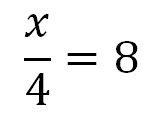 x/4 = 8